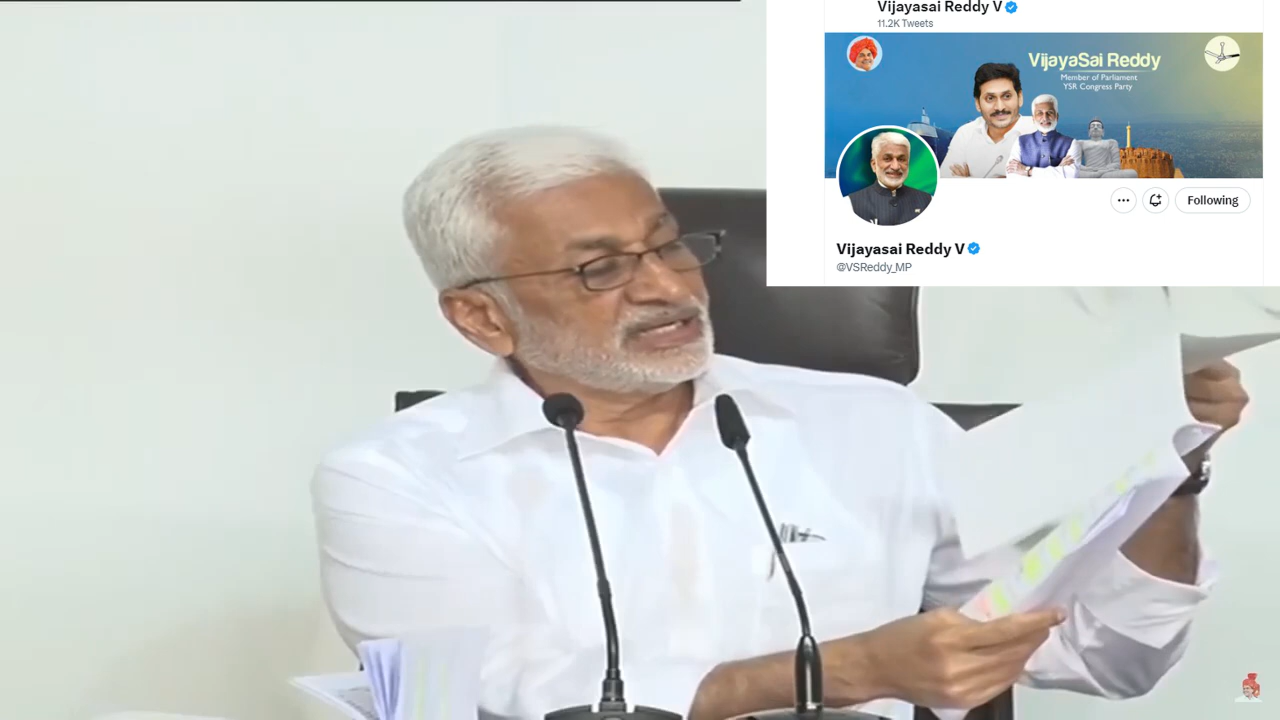 Vijayasai Reddy V
11.2K Tweets
VijayaSai Reddy
Member of Parliament
YSR Congress Party
Following
Vijayasai Reddy V
@VSReddy_MP